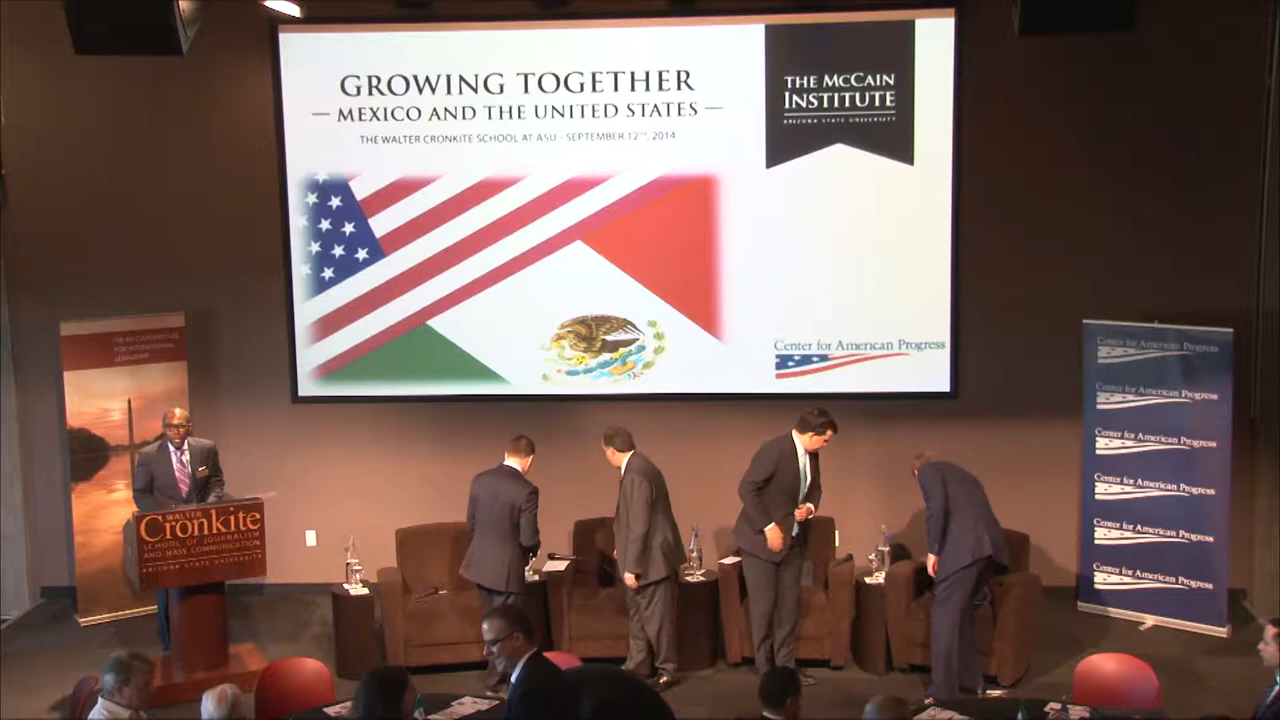 GROWING TOGETHER
— MEXICO AND THE UNITED STATES —
THE WALTER CRONKITE SCHOOL AT ASU - SEPTEMBER 12TH, 2014
THE MCCAIN
INSTITUTE
ARIZONA STATE UNIVERSITY
Center for American Progress
THE MCCAIN INSTITUTE
FOR INTERNATIONAL
LEADERSHIP
WALTER
Cronkite
SCHOOL OF JOURNALISM
AND MASS COMMUNICATION
ARIZONA STATE UNIVERSITY
Center for American Progress
Center for American Progress
Center for American Progress
Center for American Progress
Center for American Progress
Center for American Progress